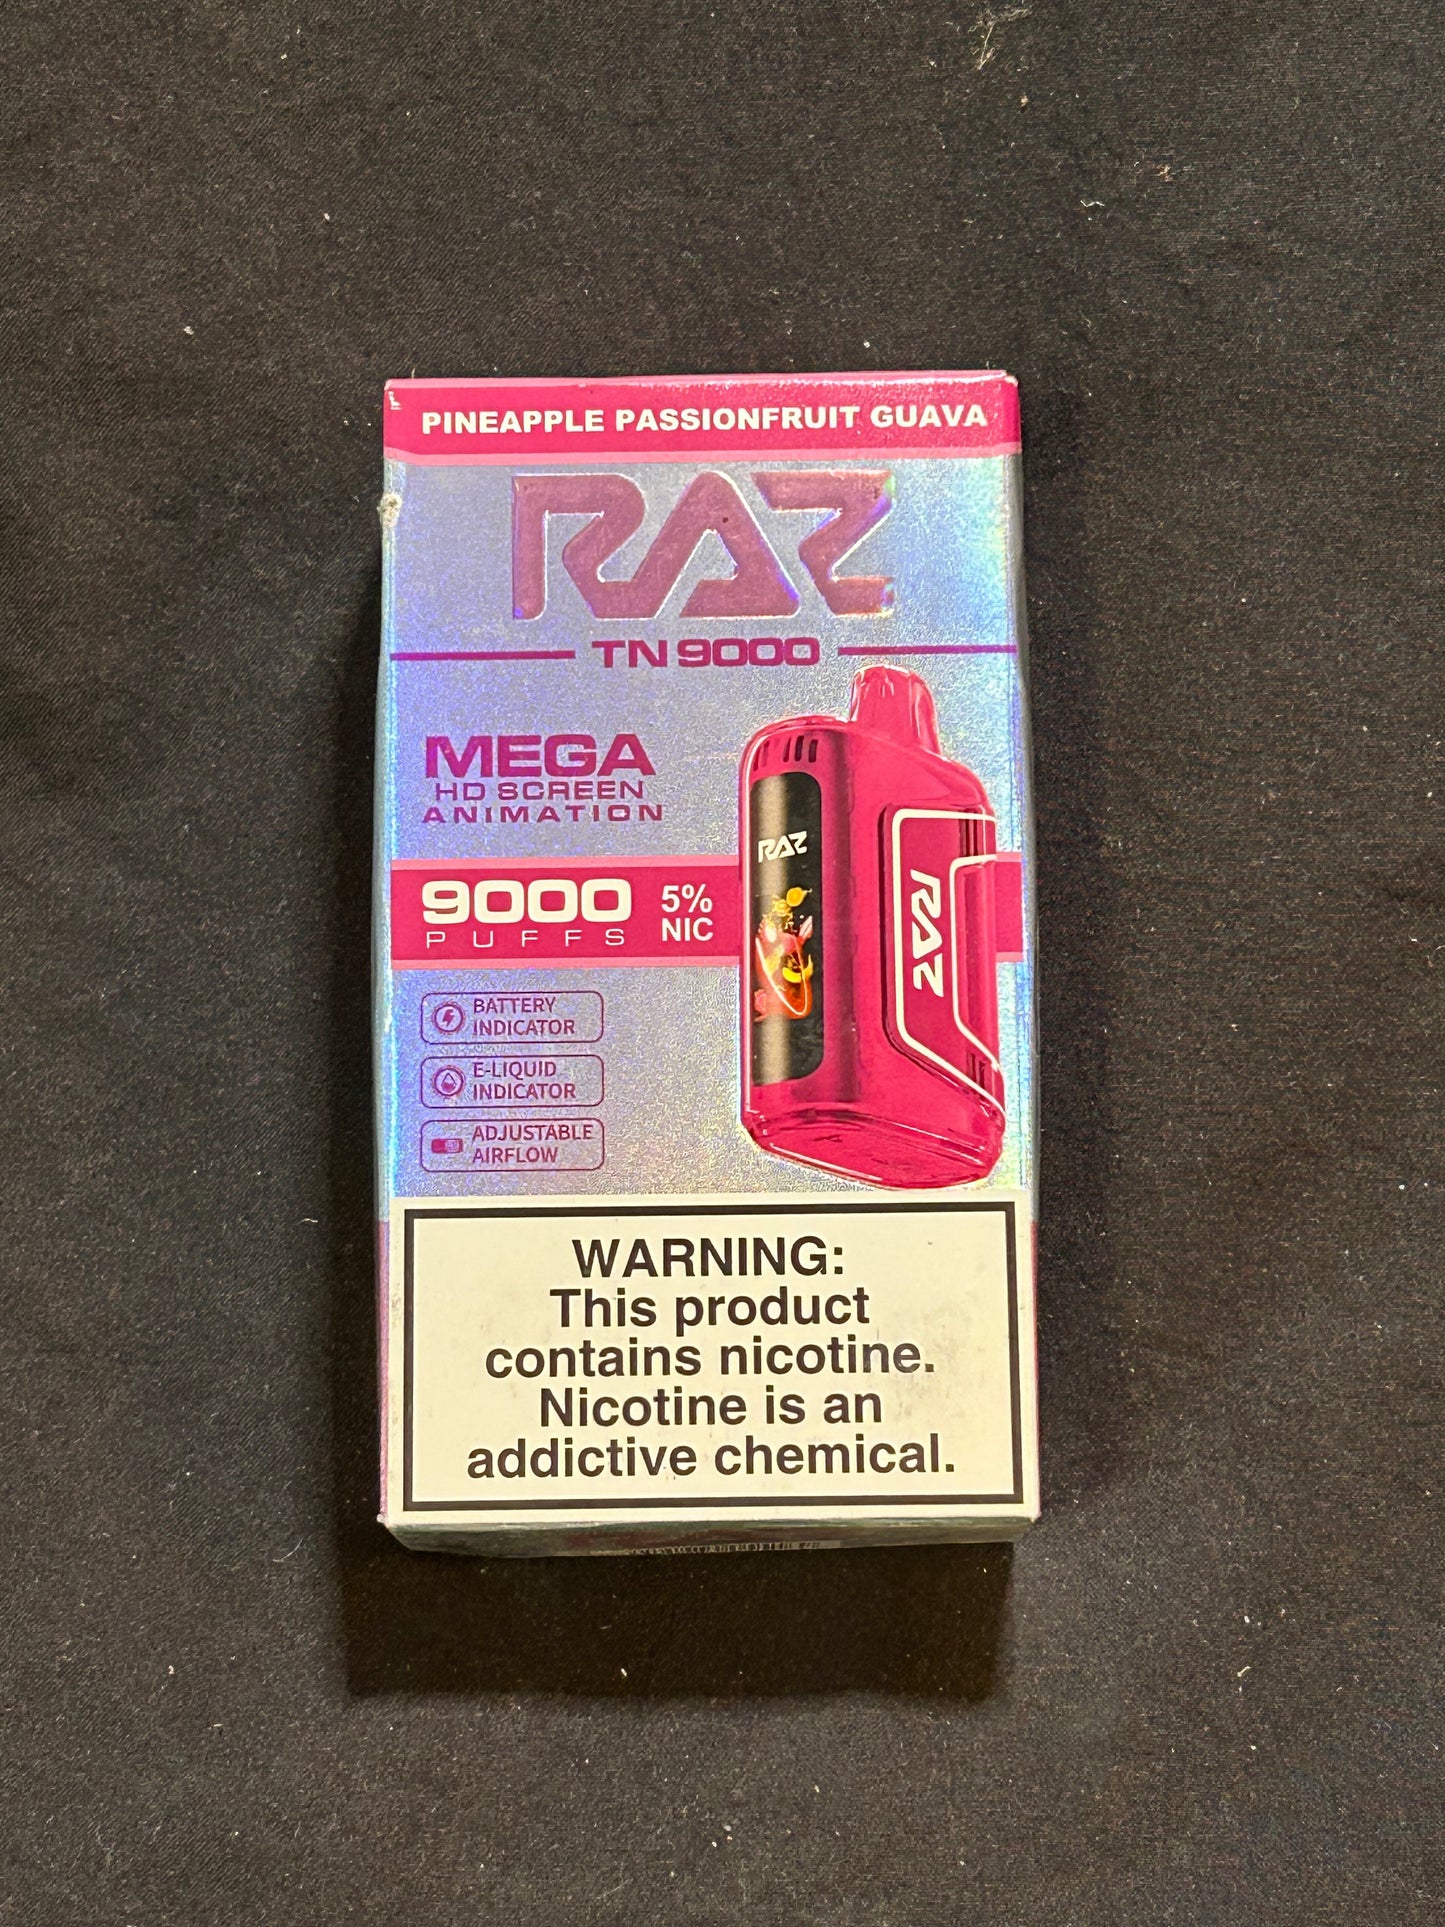 PINEAPPLE PASSIONFRUIT GUAVA
RAZ
TN 9000
MEGA
HD SCREEN
ANIMATION
9000
PUFFS
5%
NIC
RAZ
RAZ
BATTERY
INDICATOR
E-LIQUID
INDICATOR
ADJUSTABLE
AIRFLOW
WARNING:
This product
contains nicotine.
Nicotine is an
addictive chemical.